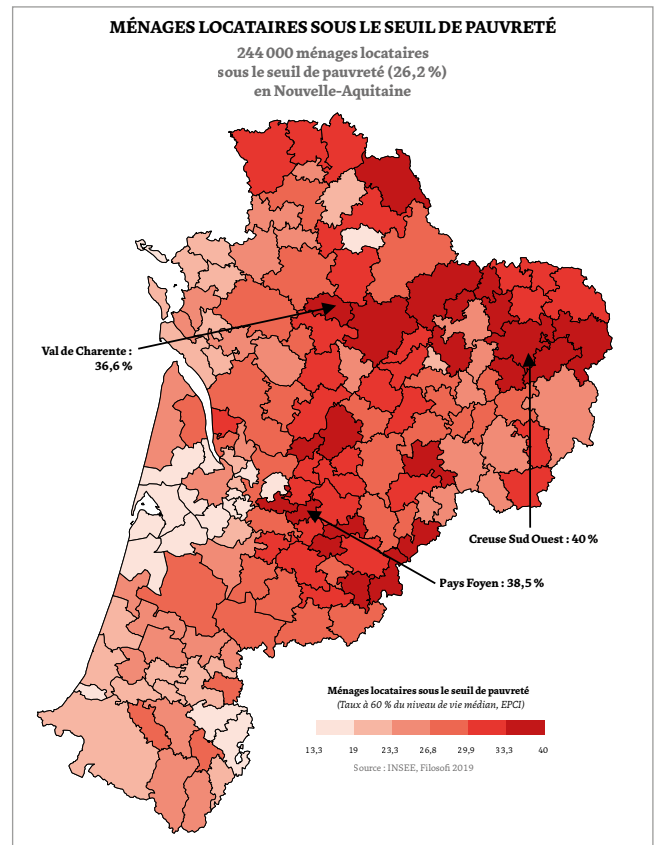 MÉNAGES LOCATAIRES SOUS LE SEUIL DE PAUVRETÉ
244 000 ménages locataires
sous le seuil de pauvreté (26,2 %)
en Nouvelle-Aquitaine
Val de Charente :
36,6 %
Creuse Sud Ouest : 40 %
Pays Foyen : 38,5 %
Ménages locataires sous le seuil de pauvreté
(Taux à 60 % du niveau de vie médian, EPCI)
13,3 19 23,3 26,8 29,9 33,3 40
Source : INSEE, Filosofi 2019